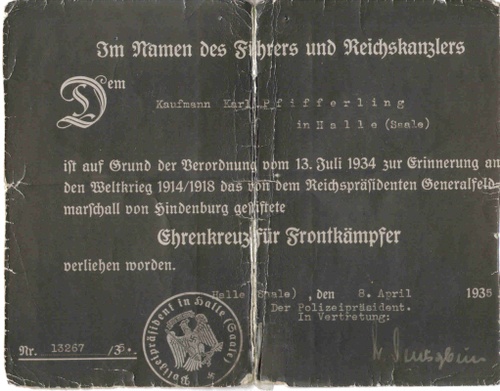 Im Namen des Führers und Reichskanzlers
Dem
Kaufmann Karl Pfifferling
in Halle (Saale)
ist auf Grund der Verordnung vom 13. Juli 1934 zur Erinnerung an
den Weltkrieg 1914/1918 das von dem Reichspräsidenten Generalfeld-
marschall von Hindenburg gestiftete
Ehrenkreuz für Frontkämpfer
verliehen worden.
Halle (Saale), den 8. April 1935
Der Polizeipräsident.
In Vertretung:
Polizeipräsident in Halle (Saale)
Nr. 13267 /35.